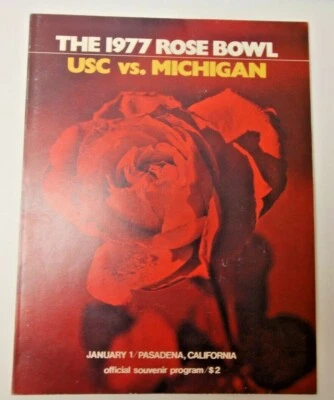 THE 1977 ROSE BOWL
USC vs. MICHIGAN
JANUARY 1/PASADENA, CALIFORNIA
official souvenir program/$2